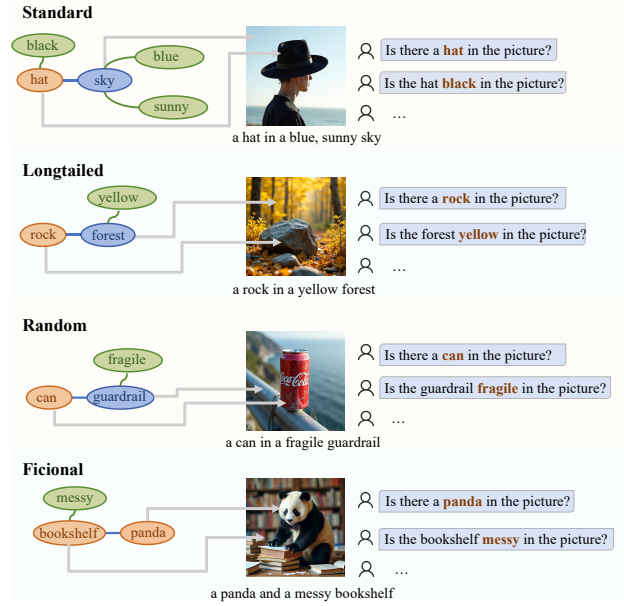 Standard
black
hat
sky
blue
sunny
Is there a hat in the picture?
Is the hat black in the picture?
...
a hat in a blue, sunny sky
Longtailed
yellow
rock
forest
Is there a rock in the picture?
Is the forest yellow in the picture?
...
a rock in a yellow forest
Random
fragile
can
guardrail
Coca-Cola
Is there a can in the picture?
Is the guardrail fragile in the picture?
...
a can in a fragile guardrail
Ficional
messy
bookshelf
panda
Is there a panda in the picture?
Is the bookshelf messy in the picture?
...
a panda and a messy bookshelf